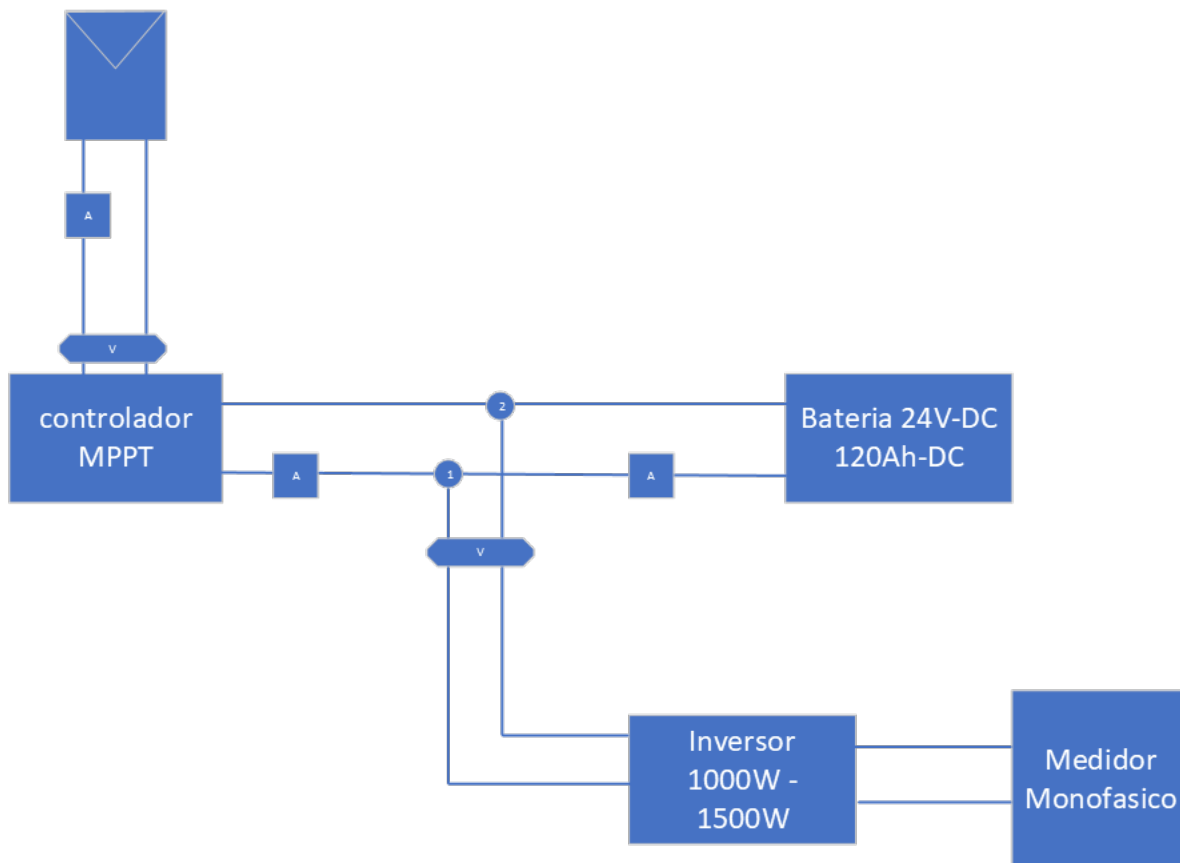 A
V
controlador
MPPT
2
Bateria 24V-DC
120Ah-DC
A
1
A
V
Inversor
1000W -
1500W
Medidor
Monofasico